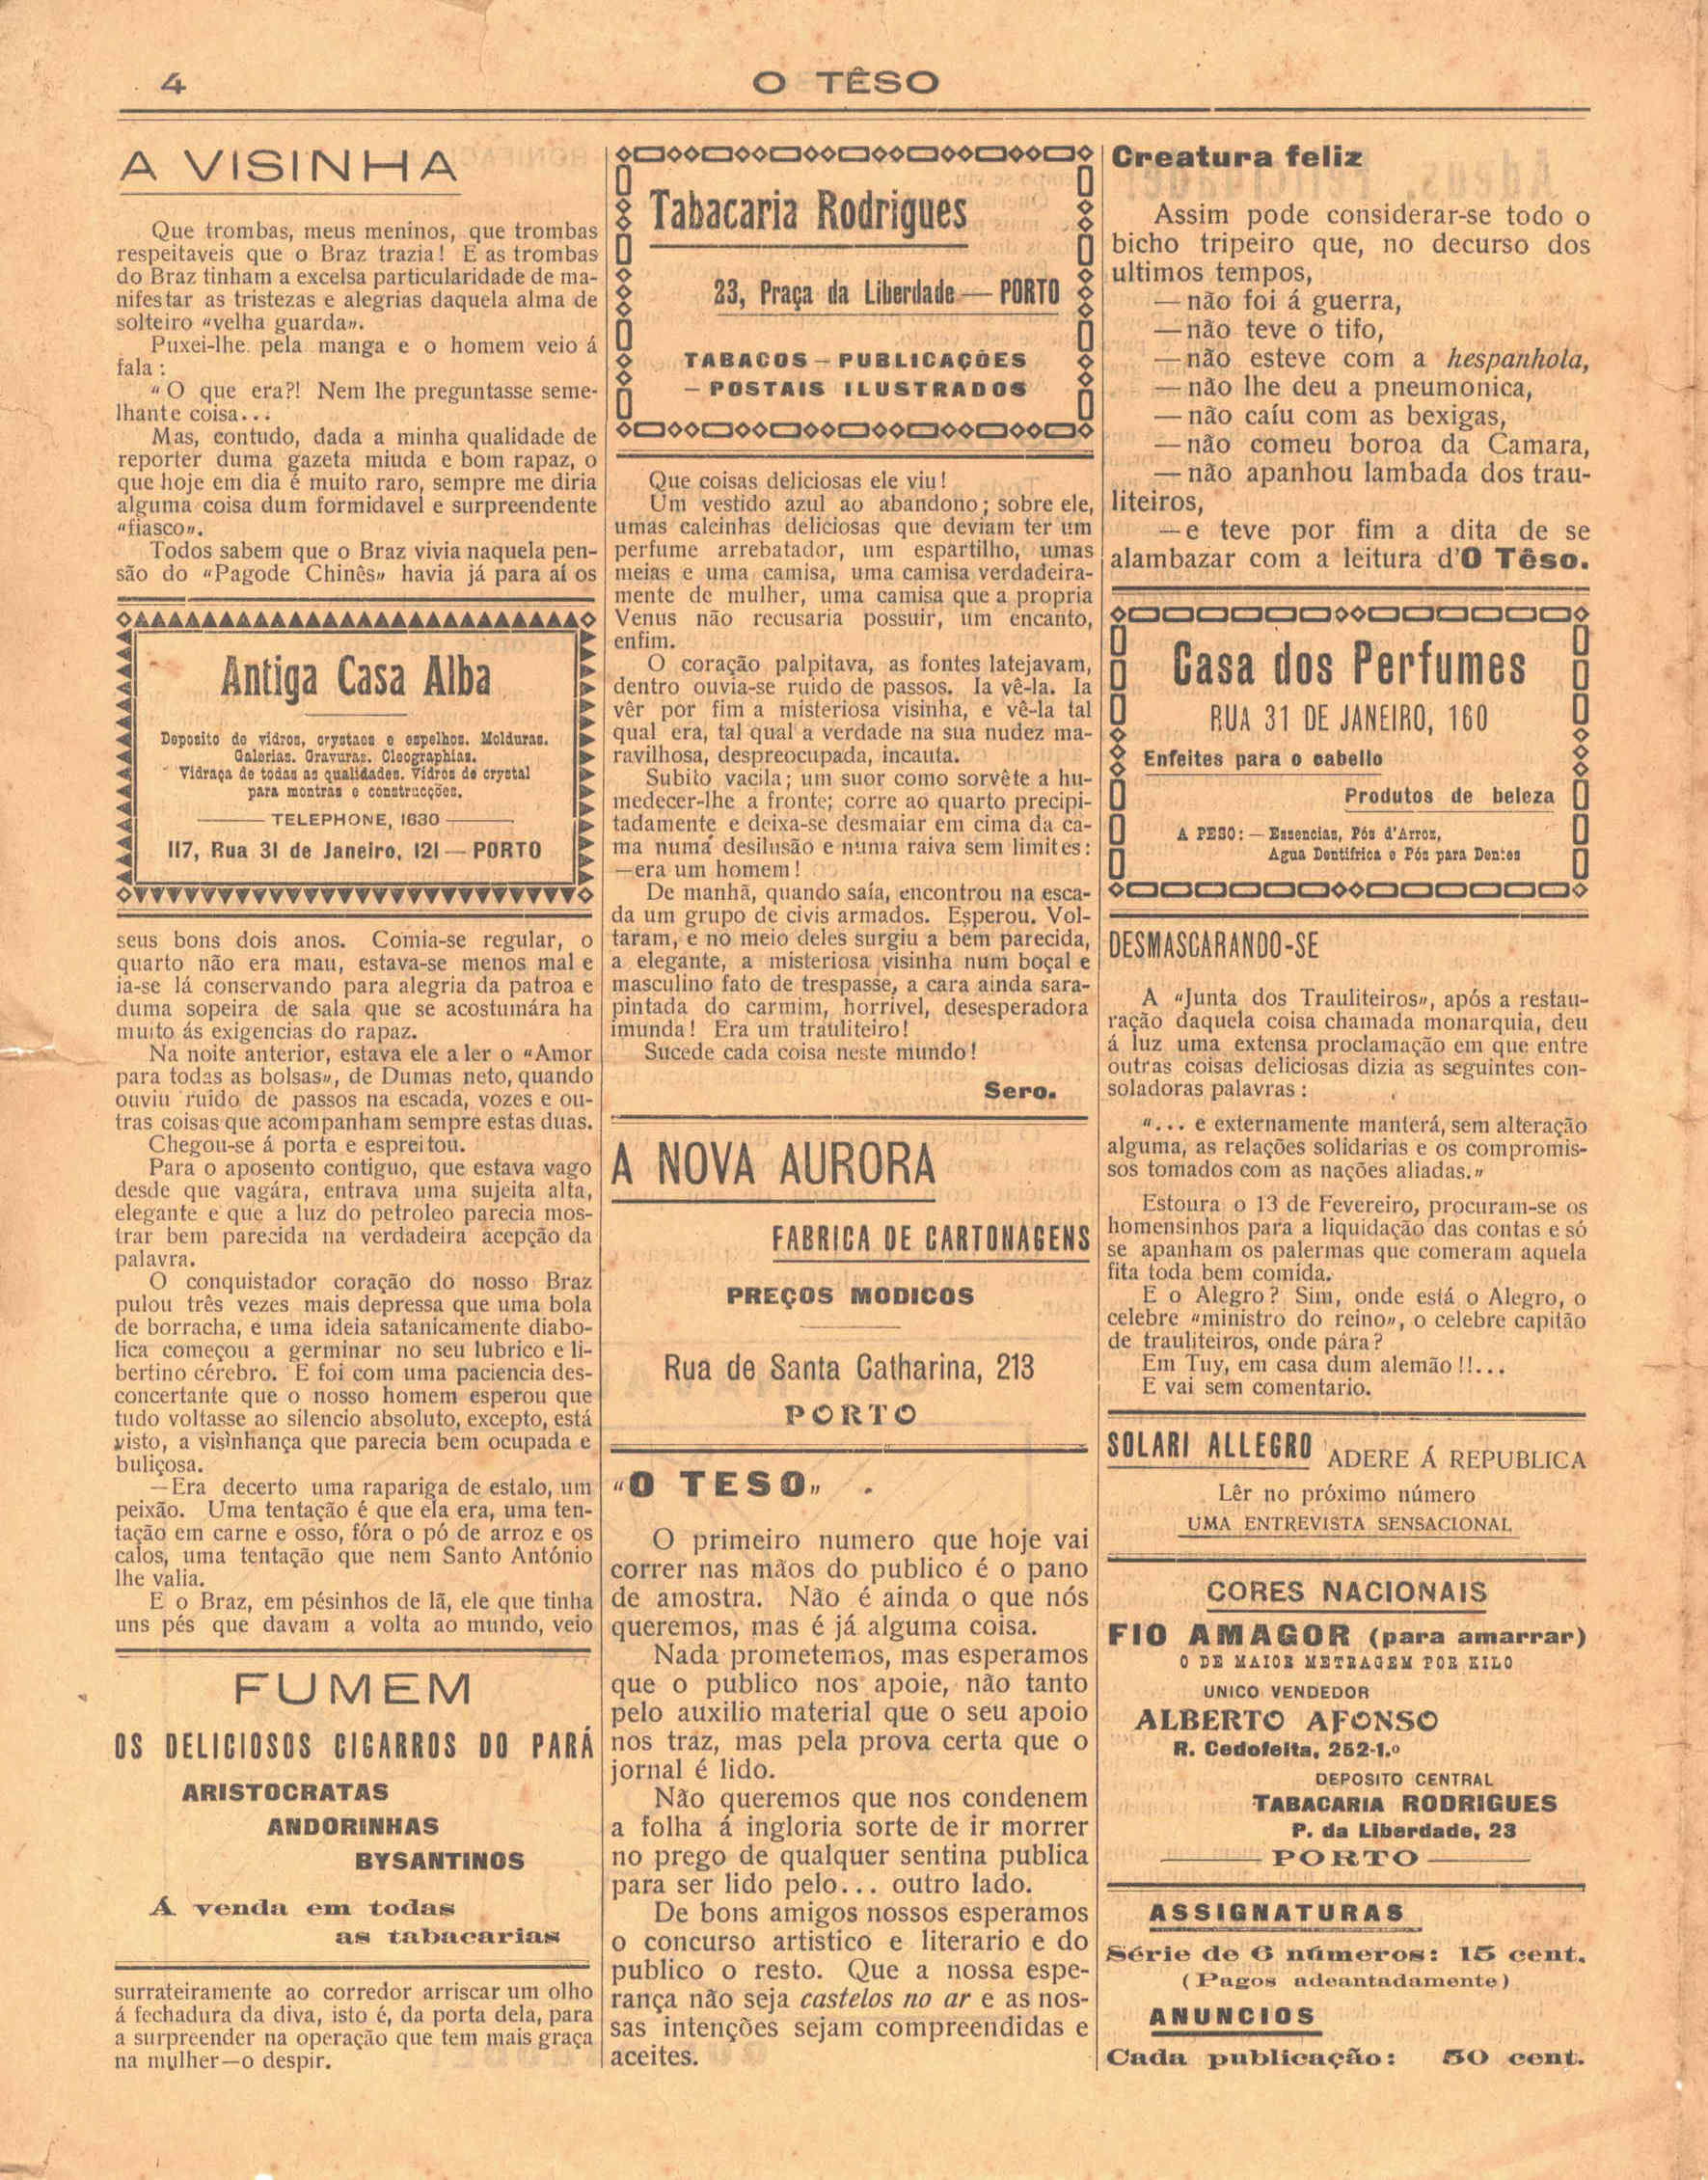 4
O TÊSO
A VISINHA
Que trombas, meus meninos, que trombas
respeitaveis que o Braz trazia! E as trombas
do Braz tinham a excelsa particularidade de ma-
nifestar as tristezas e alegrias daquela alma de
solteiro «velha guarda».
Puxei-lhe pela manga e o homem veio á
fala:
«O que era?! Nem lhe preguntasse seme-
lhante coisa...
Mas, contudo, dada a minha qualidade de
reporter duma gazeta miuda e bom rapaz, o
que hoje em dia é muito raro, sempre me diria
alguma coisa dum formidavel e surpreendente
«fiasco».
Todos sabem que o Braz vivia naquela pen-
são do «Pagode Chinês» havia já para aí os
Antiga Casa Alba
Deposito de vidros, crystaes e espelhos. Molduras.
Galerias. Gravuras. Oleographias.
Vidraça de todas as qualidades. Vidros de crystal
para montras e construcções.
TELEPHONE, 1630
117, Rua 31 de Janeiro, 121 — PORTO
seus bons dois anos. Comia-se regular, o
quarto não era mau, estava-se menos mal e
ia-se lá conservando para alegria da patroa e
duma sopeira de sala que se acostumára ha
muito ás exigencias do rapaz.
Na noite anterior, estava ele a ler o «Amor
para todas as bolsas», de Dumas neto, quando
ouviu ruido de passos na escada, vozes e ou-
tras coisas que acompanham sempre estas duas.
Chegou-se á porta e espreitou.
Para o aposento contiguo, que estava vago
desde que vagára, entrava uma sujeita alta,
elegante e que a luz do petroleo parecia mos-
trar bem parecida na verdadeira acepção da
palavra.
O conquistador coração do nosso Braz
pulou três vezes mais depressa que uma bola
de borracha, e uma ideia satanicamente diabo-
lica começou a germinar no seu lubrico e li-
bertino cérebro. E foi com uma paciencia des-
concertante que o nosso homem esperou que
tudo voltasse ao silencio absoluto, excepto, está
visto, a visinhança que parecia bem ocupada e
buliçosa.
—Era decerto uma rapariga de estalo, um
peixão. Uma tentação é que ela era, uma ten-
tação em carne e osso, fóra o pó de arroz e os
calos, uma tentação que nem Santo António
lhe valia.
E o Braz, em pésinhos de lã, ele que tinha
uns pés que davam a volta ao mundo, veio
FUMEM
OS DELICIOSOS CIGARROS DO PARÁ
ARISTOCRATAS
ANDORINHAS
BYSANTINOS
Á venda em todas
as tabacarias
surrateiramente ao corredor arriscar um olho
á fechadura da diva, isto é, da porta dela, para
a surpreender na operação que tem mais graça
na mulher—o despir.
Tabacaria Rodrigues
23, Praça da Liberdade — PORTO
TABACOS — PUBLICAÇÕES
— POSTAIS ILUSTRADOS
Que coisas deliciosas ele viu!
Um vestido azul ao abandono; sobre ele,
umas calcinhas deliciosas que deviam ter um
perfume arrebatador, um espartilho, umas
meias e uma camisa, uma camisa verdadeira-
mente de mulher, uma camisa que a propria
Venus não recusaria possuir, um encanto,
enfim.
O coração palpitava, as fontes latejavam,
dentro ouvia-se ruido de passos. Ia vê-la. Ia
vêr por fim a misteriosa visinha, e vê-la tal
qual era, tal qual a verdade na sua nudez ma-
ravilhosa, despreocupada, incauta.
Subito vacila; um suor como sorvête a hu-
medecer-lhe a fronte; corre ao quarto precipi-
tadamente e deixa-se desmaiar em cima da ca-
ma numa desilusão e numa raiva sem limites:
—era um homem!
De manhã, quando saía, encontrou na esca-
da um grupo de civis armados. Esperou. Vol-
taram, e no meio deles surgiu a bem parecida,
a elegante, a misteriosa visinha num boçal e
masculino fato de trespasse, a cara ainda sara-
pintada do carmim, horrivel, desesperadora
imunda! Era um trauliteiro!
Sucede cada coisa neste mundo!
Sero.
A NOVA AURORA
FABRICA DE CARTONAGENS
PREÇOS MODICOS
Rua de Santa Catharina, 213
PORTO
«O TESO»
O primeiro numero que hoje vai
correr nas mãos do publico é o pano
de amostra. Não é ainda o que nós
queremos, mas é já alguma coisa.
Nada prometemos, mas esperamos
que o publico nos apoie, não tanto
pelo auxilio material que o seu apoio
nos traz, mas pela prova certa que o
jornal é lido.
Não queremos que nos condenem
a folha á ingloria sorte de ir morrer
no prego de qualquer sentina publica
para ser lido pelo... outro lado.
De bons amigos nossos esperamos
o concurso artistico e literario e do
publico o resto. Que a nossa espe-
rança não seja castelos no ar e as nos-
sas intenções sejam compreendidas e
aceites.
Creatura feliz
Assim pode considerar-se todo o
bicho tripeiro que, no decurso dos
ultimos tempos,
—não foi á guerra,
—não teve o tifo,
—não esteve com a hespanhola,
—não lhe deu a pneumonica,
—não caíu com as bexigas,
—não comeu boroa da Camara,
—não apanhou lambada dos trau-
liteiros,
—e teve por fim a dita de se
alambazar com a leitura d'O Têso.
Casa dos Perfumes
RUA 31 DE JANEIRO, 160
Enfeites para o cabello
Produtos de beleza
A PESO: — Essencias, Pós d'Arroz,
Agua Dentifrica e Pós para Dentes
DESMASCARANDO-SE
A «Junta dos Trauliteiros», após a restau-
ração daquela coisa chamada monarquia, deu
á luz uma extensa proclamação em que entre
outras coisas deliciosas dizia as seguintes con-
soladoras palavras:
«... e externamente manterá, sem alteração
alguma, as relações solidarias e os compromis-
sos tomados com as nações aliadas.»
Estoura o 13 de Fevereiro, procuram-se os
homensinhos para a liquidação das contas e só
se apanham os palermas que comeram aquela
fita toda bem comida.
E o Alegro? Sim, onde está o Alegro, o
celebre «ministro do reino», o celebre capitão
de trauliteiros, onde pára?
Em Tuy, em casa dum alemão!!...
E vai sem comentario.
SOLARI ALLEGRO ADERE Á REPUBLICA
Lêr no próximo número
UMA ENTREVISTA SENSACIONAL
CORES NACIONAIS
FIO AMAGOR (para amarrar)
O DE MAIOR METRAGEM POR KILO
UNICO VENDEDOR
ALBERTO AFONSO
R. Cedofeita, 252-1.º
DEPOSITO CENTRAL
TABACARIA RODRIGUES
P. da Liberdade, 23
PORTO
ASSIGNATURAS
Série de 6 números: 15 cent.
(Pagos adeantadamente)
ANUNCIOS
Cada publicação: 50 cent.